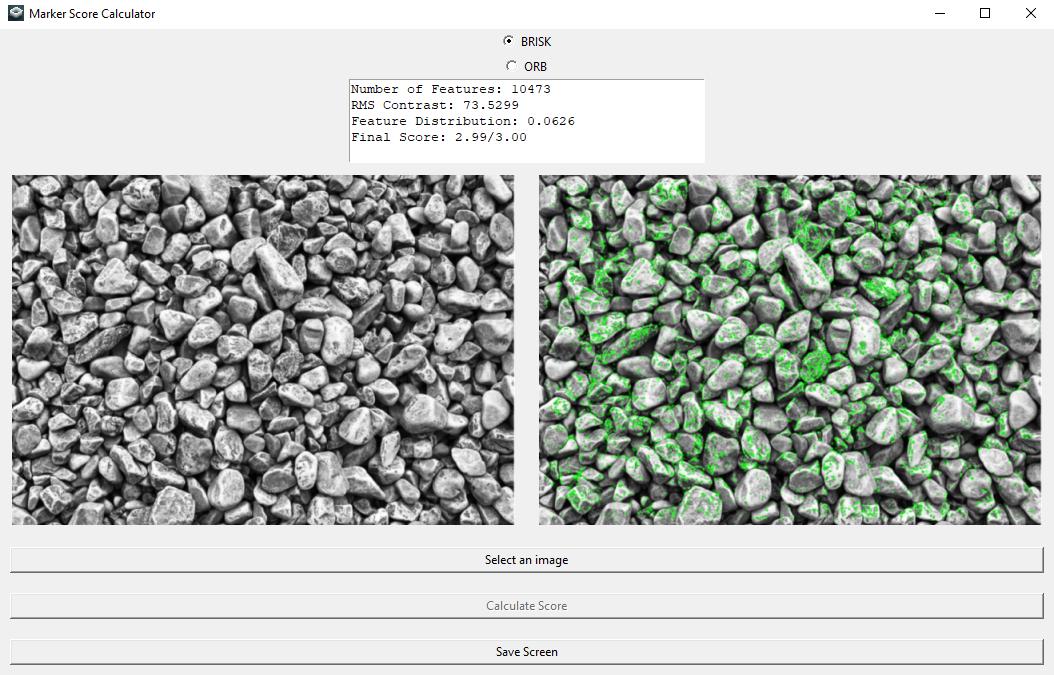 Marker Score Calculator
BRISK
ORB
Number of Features: 10473
RMS Contrast: 73.5299
Feature Distribution: 0.0626
Final Score: 2.99/3.00
Select an image
Calculate Score
Save Screen